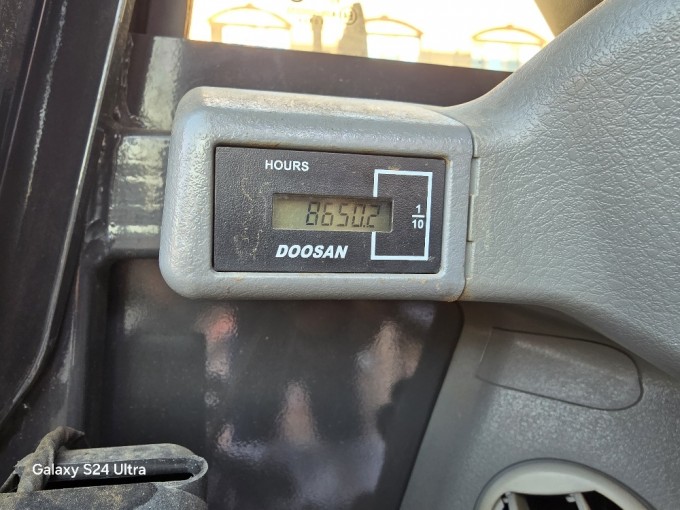 HOURS
8650.2
1/10
DOOSAN
Galaxy S24 Ultra